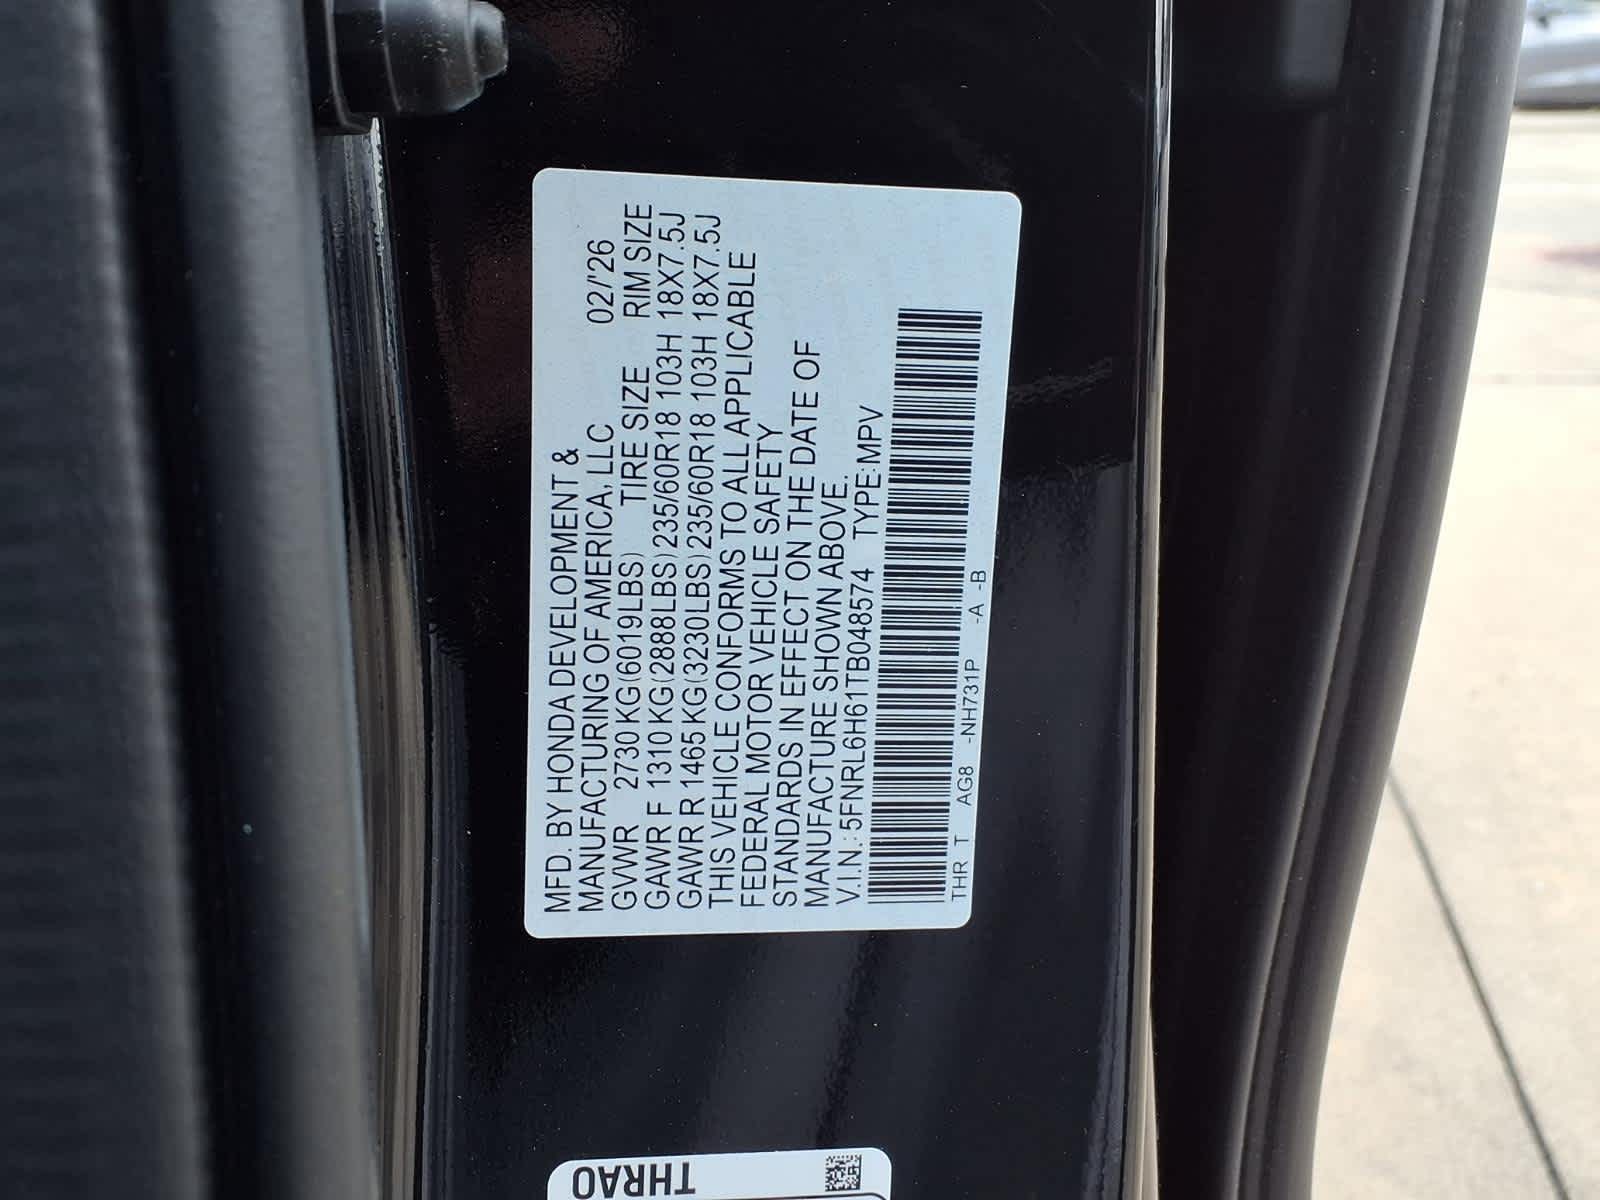 MFD. BY HONDA DEVELOPMENT &
MANUFACTURING OF AMERICA, LLC 02/'26
GVWR 2730 KG (6019LBS) TIRE SIZE RIM SIZE
GAWR F 1310 KG (2888LBS) 235/60R18 103H 18X7.5J
GAWR R 1465 KG (3230LBS) 235/60R18 103H 18X7.5J
THIS VEHICLE CONFORMS TO ALL APPLICABLE
FEDERAL MOTOR VEHICLE SAFETY
STANDARDS IN EFFECT ON THE DATE OF
MANUFACTURE SHOWN ABOVE.
V.I.N.: 5FNRL6H61TB048574 TYPE:MPV
THR T AG8 -NH731P -A -B
THRA0